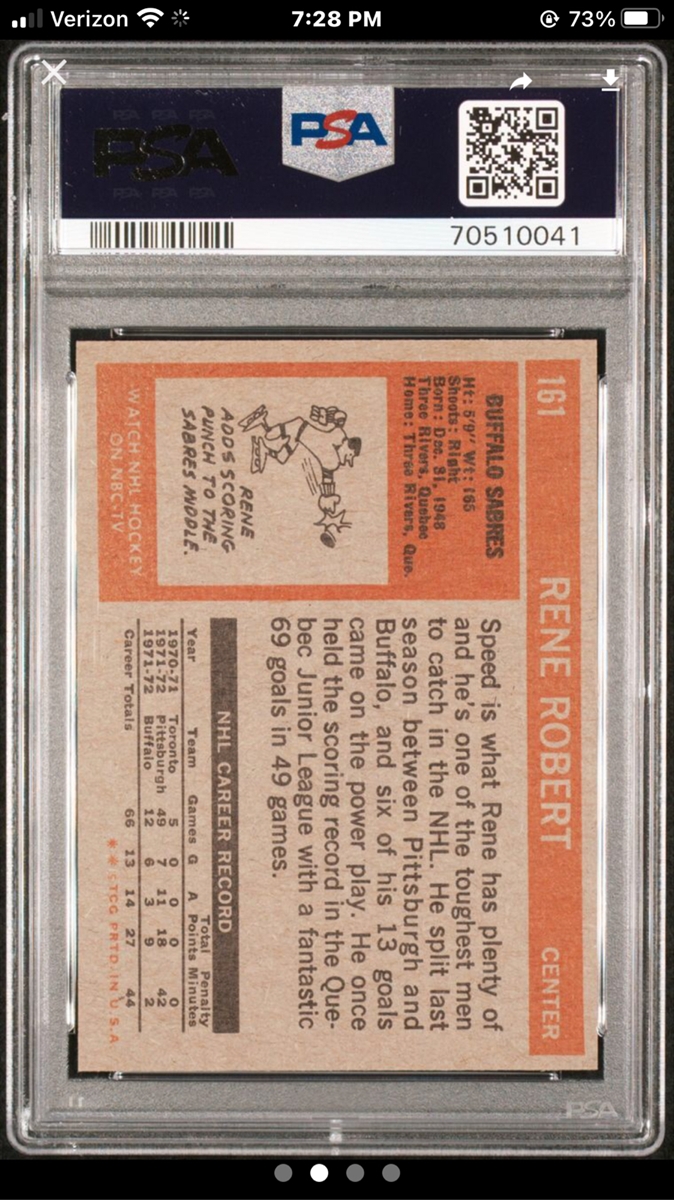 Verizon
7:28 PM
73%
PSA
PSA PSA PSA
PSA
PSA PSA PSA
70510041
161 RENE ROBERT CENTER
BUFFALO SABRES
Ht: 5'9" Wt: 165
Shoots: Right
Born: Dec. 31, 1948
Three Rivers, Quebec
Home: Three Rivers, Que.
RENE
ADDS SCORING
PUNCH TO THE
SABRES MIDDLE.
WATCH NHL HOCKEY
ON NBC-TV
Speed is what Rene has plenty of
and he's one of the toughest men
to catch in the NHL. He split last
season between Pittsburgh and
Buffalo, and six of his 13 goals
came on the power play. He once
held the scoring record in the Que-
bec Junior League with a fantastic
69 goals in 49 games.
NHL CAREER RECORD
Total Penalty
Year Team Games G A Points Minutes
1970-71 Toronto 5 0 0 0 0
1971-72 Pittsburgh 49 7 11 18 42
1971-72 Buffalo 12 6 3 9 2
Career Totals 66 13 14 27 44
** ©TCG PRTD. IN U.S.A
PSA